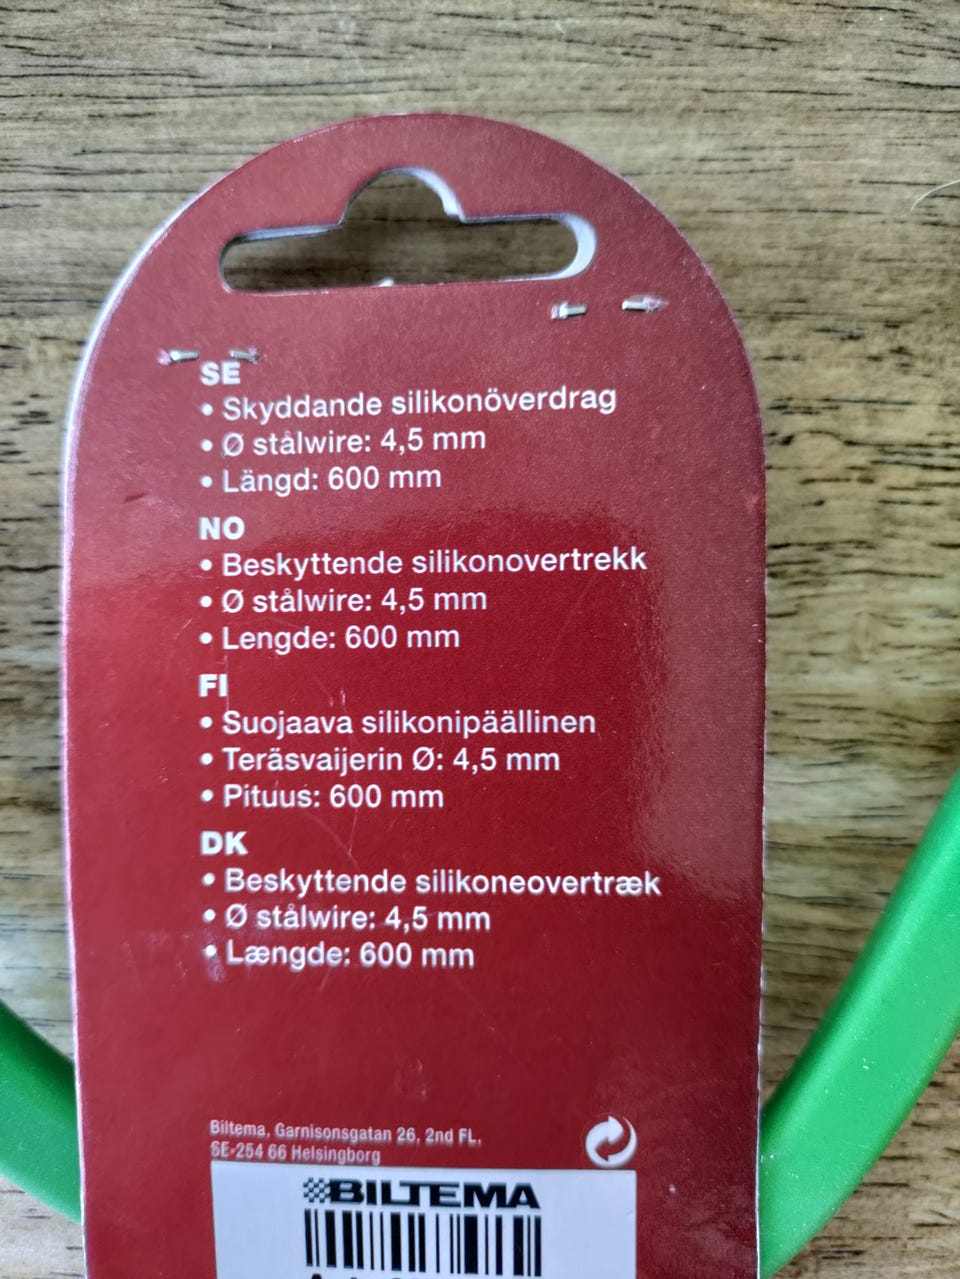 SE
• Skyddande silikonöverdrag
• Ø stålwire: 4,5 mm
• Längd: 600 mm
NO
• Beskyttende silikonovertrekk
• Ø stålwire: 4,5 mm
• Lengde: 600 mm
FI
• Suojaava silikonipäällinen
• Teräsvaijerin Ø: 4,5 mm
• Pituus: 600 mm
DK
• Beskyttende silikoneovertræk
• Ø stålwire: 4,5 mm
• Længde: 600 mm
Biltema, Garnisonsgatan 26, 2nd FL,
SE-254 66 Helsingborg
BILTEMA